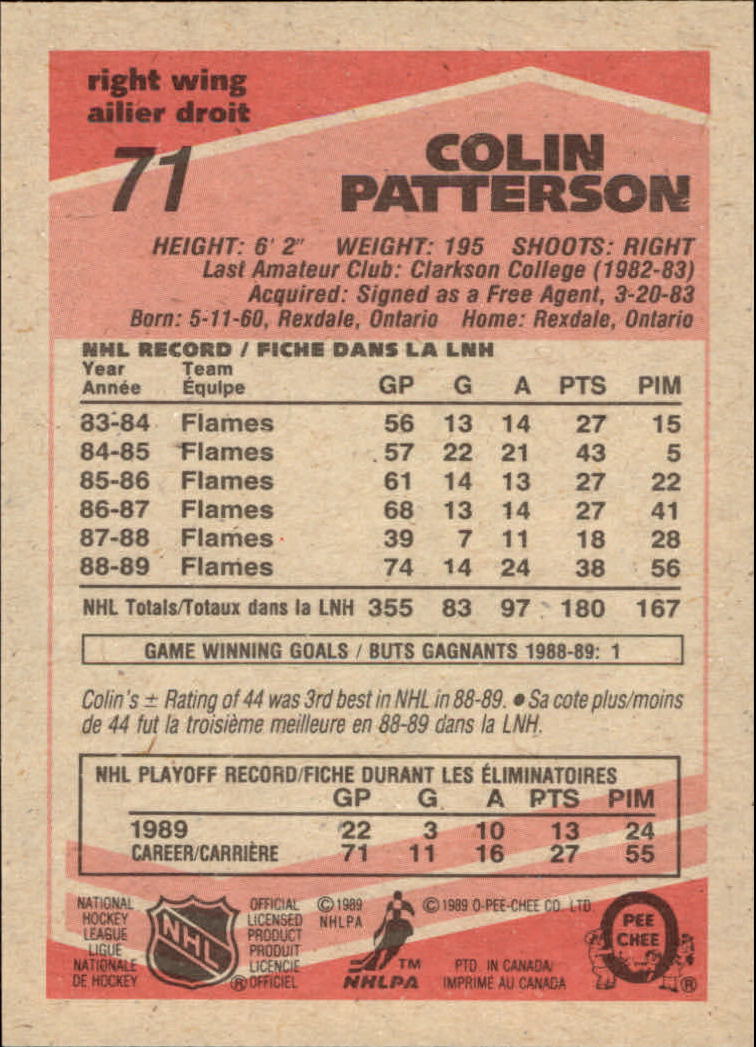 right wing
ailier droit
71
COLIN
PATTERSON
HEIGHT: 6' 2" WEIGHT: 195 SHOOTS: RIGHT
Last Amateur Club: Clarkson College (1982-83)
Acquired: Signed as a Free Agent, 3-20-83
Born: 5-11-60, Rexdale, Ontario Home: Rexdale, Ontario
NHL RECORD / FICHE DANS LA LNH
Year Team
Année Équipe GP G A PTS PIM
83-84 Flames 56 13 14 27 15
84-85 Flames 57 22 21 43 5
85-86 Flames 61 14 13 27 22
86-87 Flames 68 13 14 27 41
87-88 Flames 39 7 11 18 28
88-89 Flames 74 14 24 38 56
NHL Totals/Totaux dans la LNH 355 83 97 180 167
GAME WINNING GOALS / BUTS GAGNANTS 1988-89: 1
Colin's ± Rating of 44 was 3rd best in NHL in 88-89. ● Sa cote plus/moins
de 44 fut la troisième meilleure en 88-89 dans la LNH.
NHL PLAYOFF RECORD/FICHE DURANT LES ÉLIMINATOIRES
GP G A PTS PIM
1989 22 3 10 13 24
CAREER/CARRIÈRE 71 11 16 27 55
NATIONAL
HOCKEY
LEAGUE
LIGUE
NATIONALE
DE HOCKEY
NHL
OFFICIAL
LICENSED
PRODUCT
PRODUIT
LICENCIE
® OFFICIEL
© 1989
NHLPA
TM
NHLPA
© 1989 O-PEE-CHEE CO. LTD.
PTD. IN CANADA/
IMPRIMÉ AU CANADA
O
PEE
CHEE
®